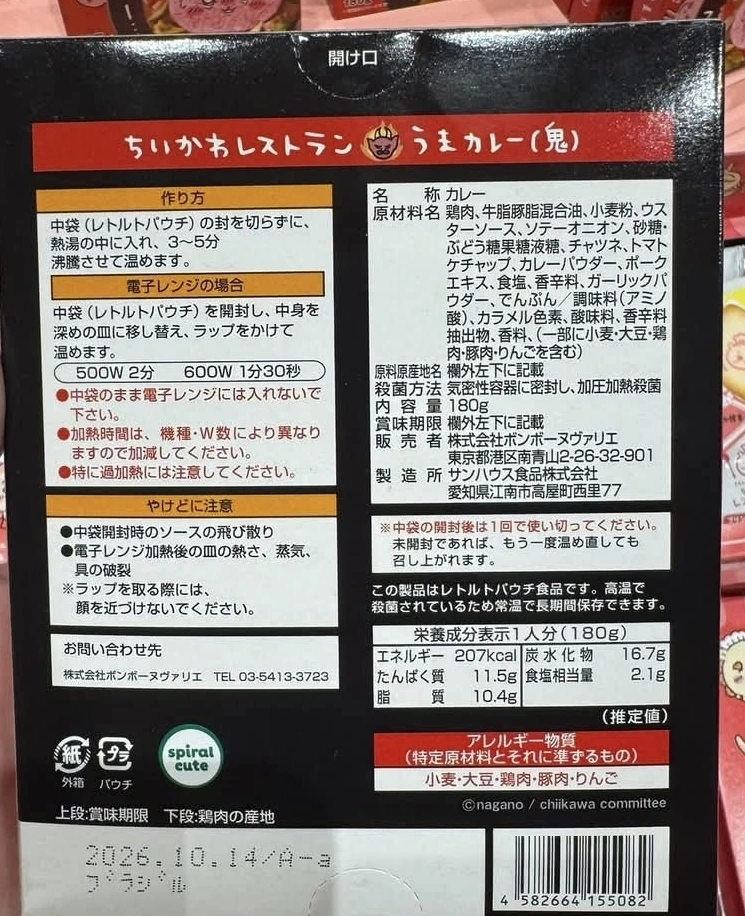 開け口
ちいかわレストラン うまカレー(鬼)
作り方
中袋(レトルトパウチ)の封を切らずに、
熱湯の中に入れ、3〜5分
沸騰させて温めます。
電子レンジの場合
中袋(レトルトパウチ)を開封し、中身を
深めの皿に移し替え、ラップをかけて
温めます。
500W 2分 600W 1分30秒
●中袋のまま電子レンジには入れないで
下さい。
●加熱時間は、機種・W数により異なり
ますので加減してください。
●特に過加熱には注意してください。
やけどに注意
●中袋開封時のソースの飛び散り
●電子レンジ加熱後の皿の熱さ、蒸気、
具の破裂
※ラップを取る際には、
顔を近づけないでください。
お問い合わせ先
株式会社ボンボーヌヴァリエ TEL 03-5413-3723
紙
外箱
プラ
パウチ
spiral
cute
上段:賞味期限 下段:鶏肉の産地
2026.10.14/A-a
ブラジル
名称 カレー
原材料名 鶏肉、牛脂豚脂混合油、小麦粉、ウス
ターソース、ソテーオニオン、砂糖・
ぶどう糖果糖液糖、チャツネ、トマト
ケチャップ、カレーパウダー、ポーク
エキス、食塩、香辛料、ガーリックパ
ウダー、でんぷん/調味料(アミノ
酸)、カラメル色素、酸味料、香辛料
抽出物、香料、(一部に小麦・大豆・鶏
肉・豚肉・りんごを含む)
原料原産地名 欄外左下に記載
殺菌方法 気密性容器に密封し、加圧加熱殺菌
内容量 180g
賞味期限 欄外左下に記載
販売者 株式会社ボンボーヌヴァリエ
東京都港区南青山2-26-32-901
製造所 サンハウス食品株式会社
愛知県江南市高屋町西里77
※中袋の開封後は1回で使い切ってください。
未開封であれば、もう一度温め直しても
召し上がれます。
この製品はレトルトパウチ食品です。高温で
殺菌されているため常温で長期間保存できます。
栄養成分表示1人分(180g)
エネルギー 207kcal 炭水化物 16.7g
たんぱく質 11.5g 食塩相当量 2.1g
脂質 10.4g
(推定値)
アレルギー物質
(特定原材料とそれに準ずるもの)
小麦・大豆・鶏肉・豚肉・りんご
©nagano / chiikawa committee
4 582664 155082